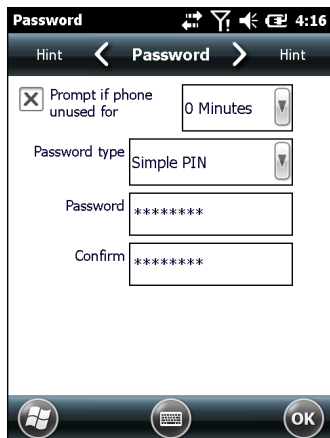 Password 4:16
Hint Password Hint
Prompt if phone
unused for
0 Minutes
Password type Simple PIN
Password ********
Confirm ********
OK